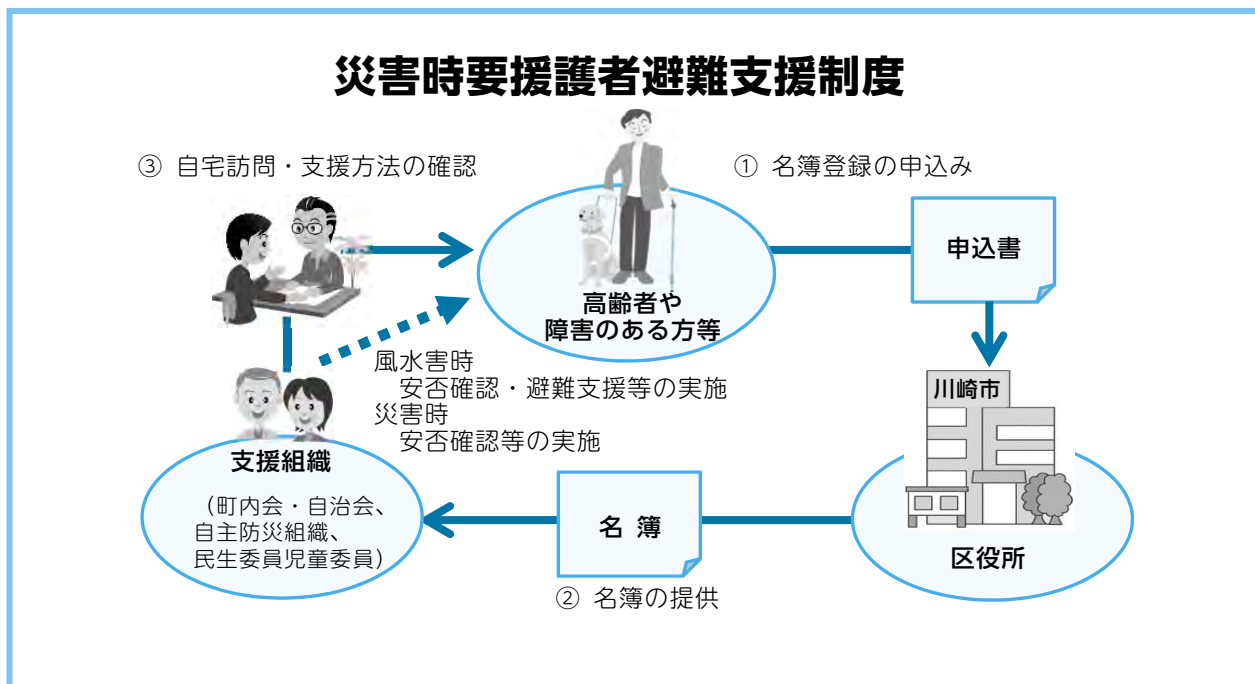 災害時要援護者避難支援制度
③ 自宅訪問・支援方法の確認
① 名簿登録の申込み
申込書
高齢者や
障害のある方等
風水害時
安否確認・避難支援等の実施
災害時
安否確認等の実施
川崎市
支援組織
（町内会・自治会、
自主防災組織、
民生委員児童委員）
名 簿
区役所
② 名簿の提供